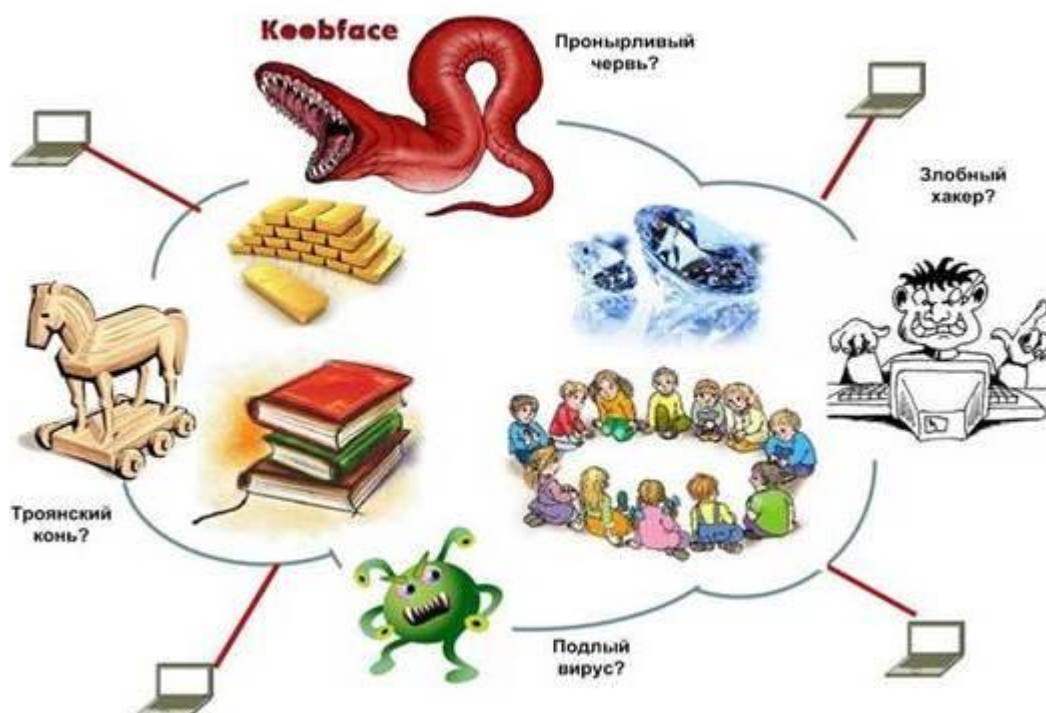 Koobface
Пронырливый
червь?
Злобный
хакер?
Троянский
конь?
Подлый
вирус?